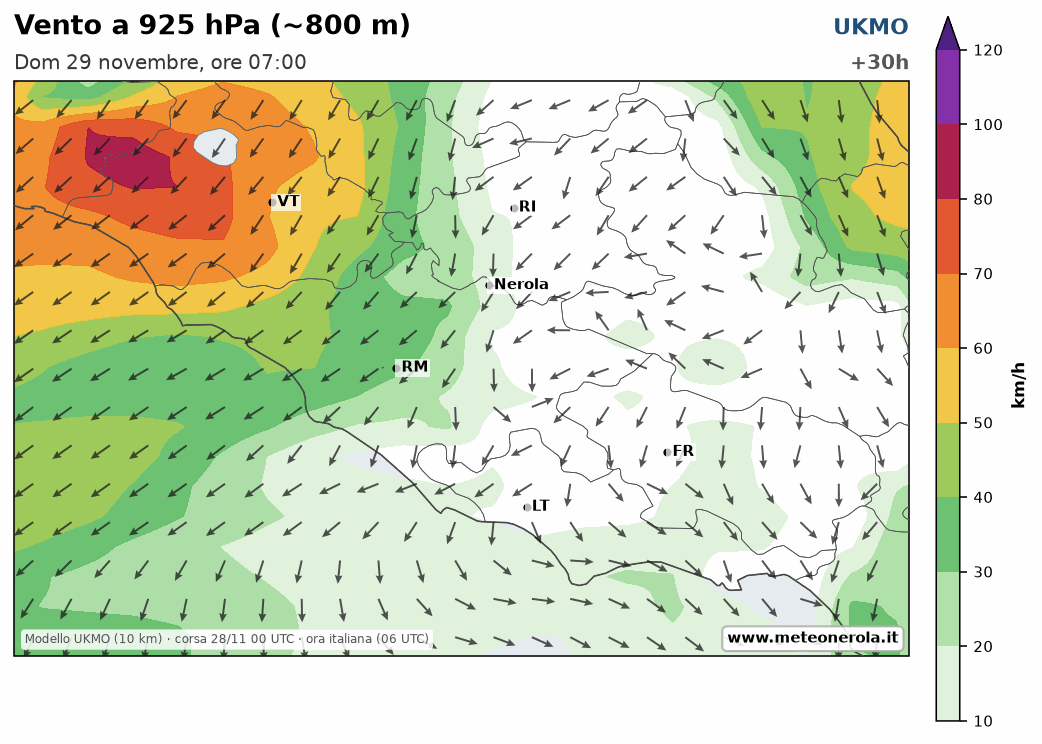 Vento a 925 hPa (~800 m)
UKMO
Dom 29 novembre, ore 07:00
+30h
120
100
80
70
60
50
40
30
20
10
km/h
VT
RI
Nerola
RM
FR
LT
Modello UKMO (10 km) · corsa 28/11 00 UTC · ora italiana (06 UTC)
www.meteonerola.it